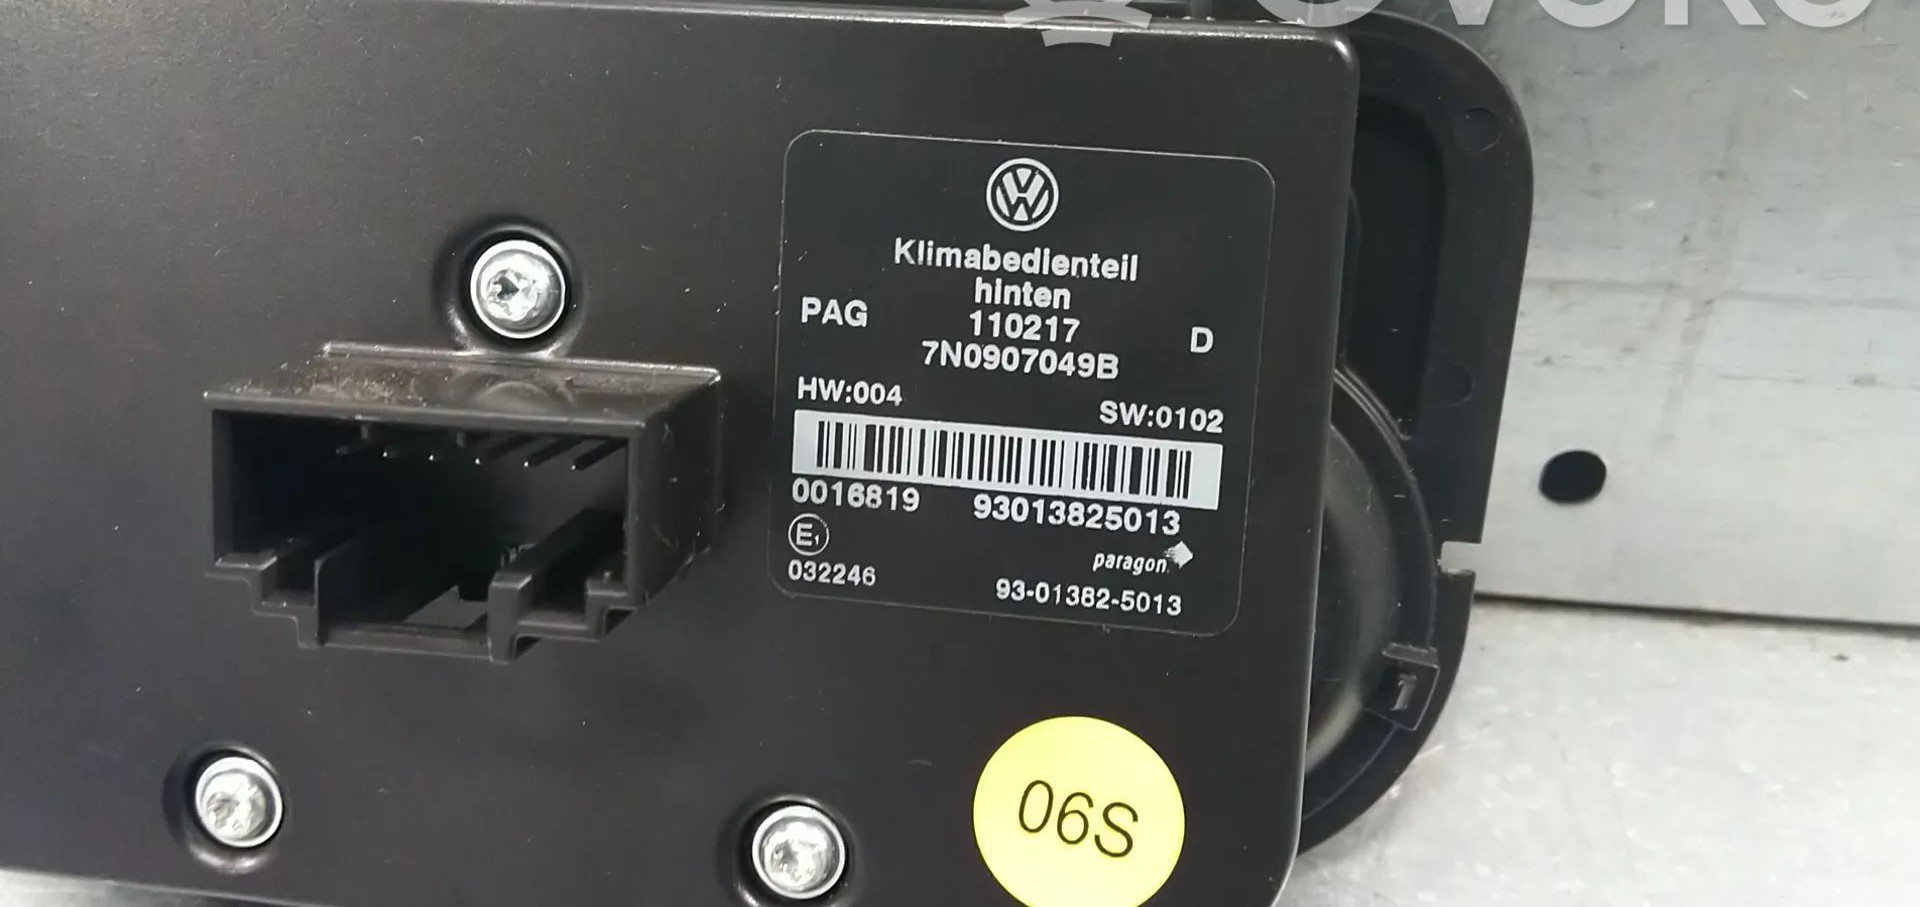 Klimabedienteil
hinten
PAG 110217 D
7N0907049B
HW:004 SW:0102
0016819 93013825013
E1
032246
paragon
93-01382-5013
06S